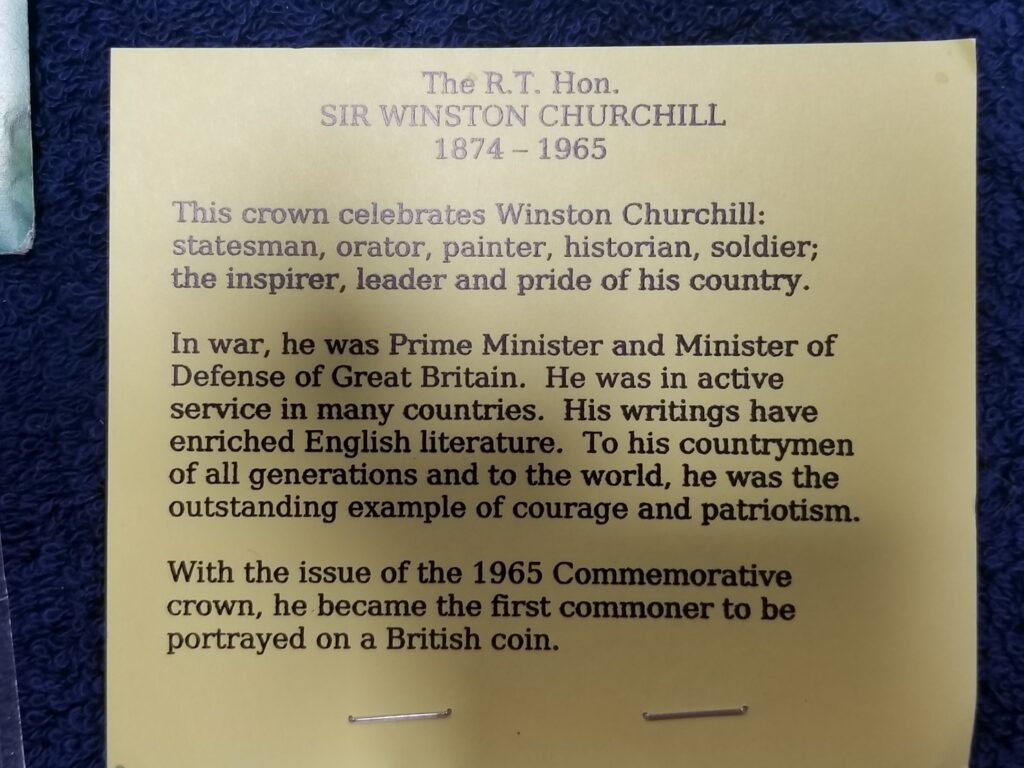 The R.T. Hon.
SIR WINSTON CHURCHILL
1874 – 1965
This crown celebrates Winston Churchill:
statesman, orator, painter, historian, soldier;
the inspirer, leader and pride of his country.
In war, he was Prime Minister and Minister of
Defense of Great Britain.  He was in active
service in many countries.  His writings have
enriched English literature.  To his countrymen
of all generations and to the world, he was the
outstanding example of courage and patriotism.
With the issue of the 1965 Commemorative
crown, he became the first commoner to be
portrayed on a British coin.